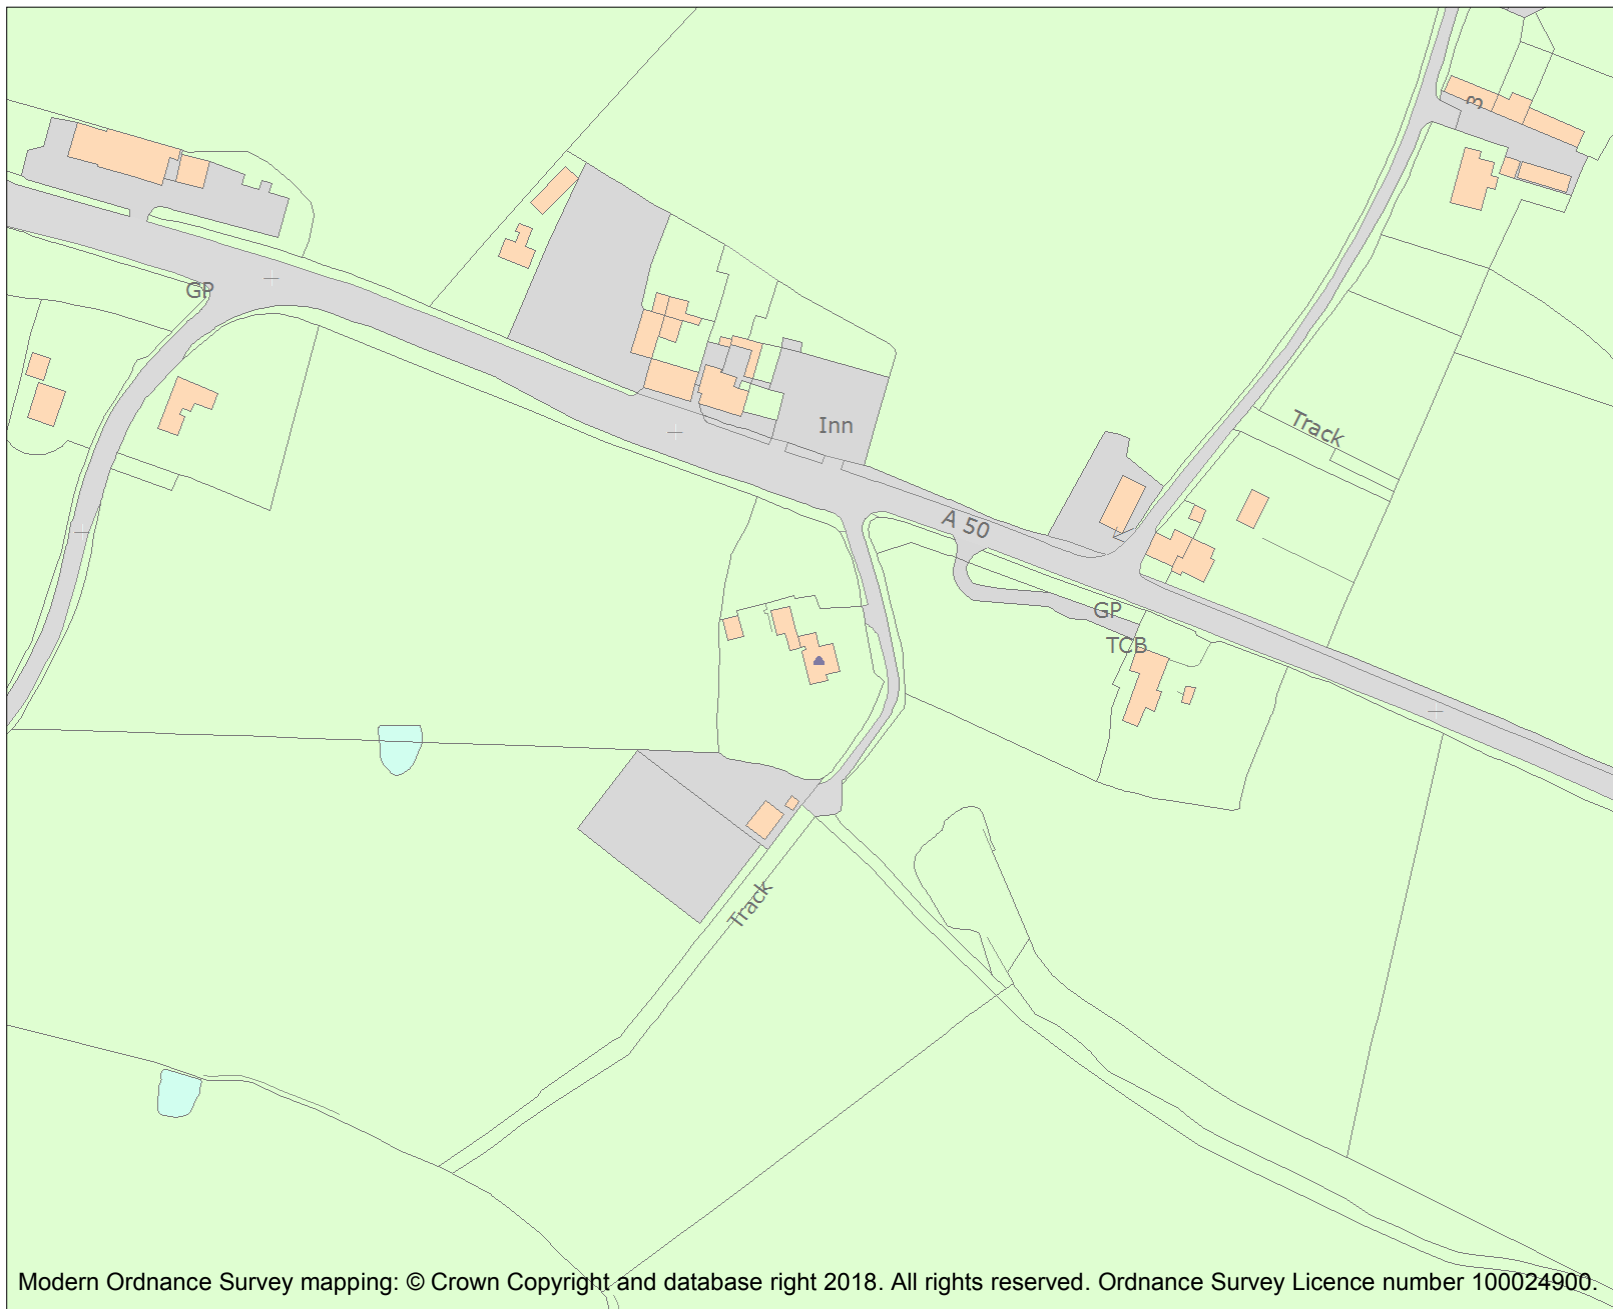 GP
Inn
Track
A 50
GP
TCB
Track
Modern Ordnance Survey mapping: © Crown Copyright and database right 2018. All rights reserved. Ordnance Survey Licence number 100024900.